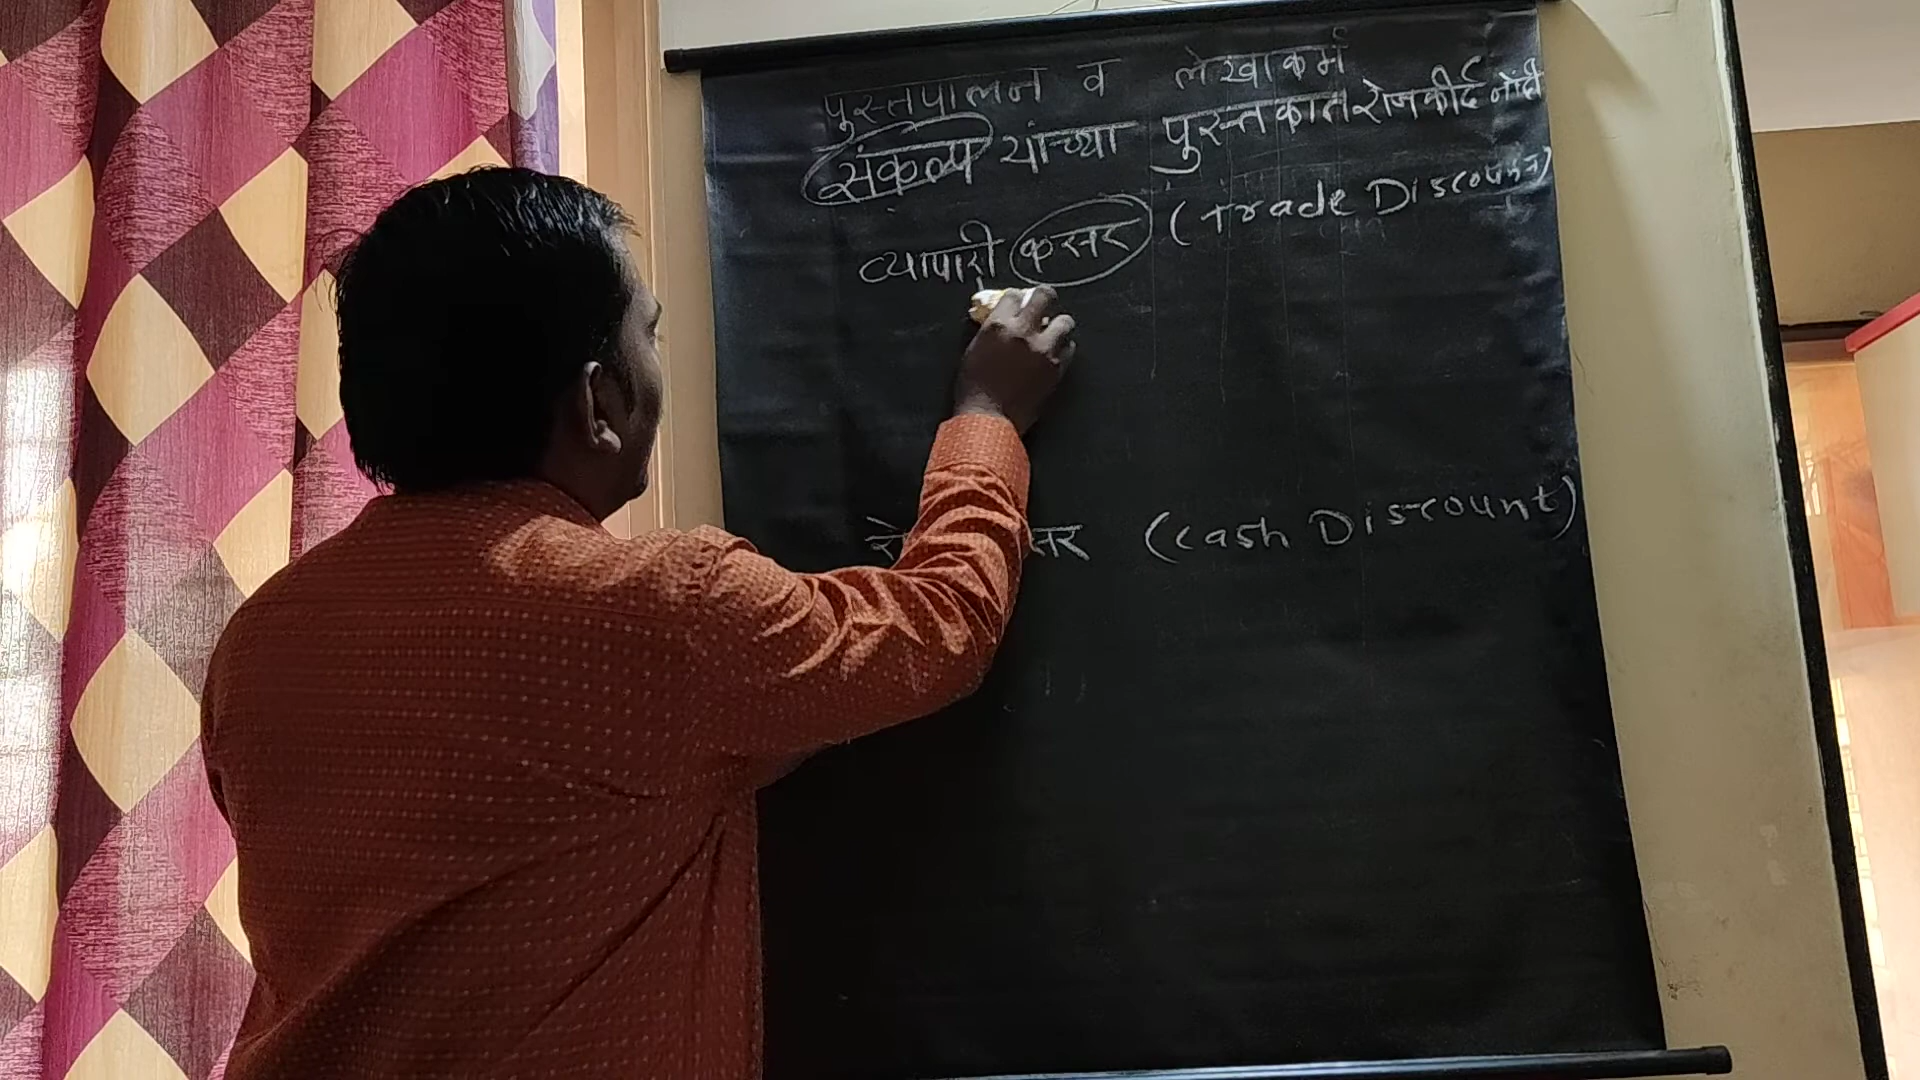 पुस्तपालन व लेखाकर्म
संकल्प यांच्या पुस्तकात रोजकीर्द नोंदी
व्यापारी कसर (Trade Discount)
(Cash Discount)